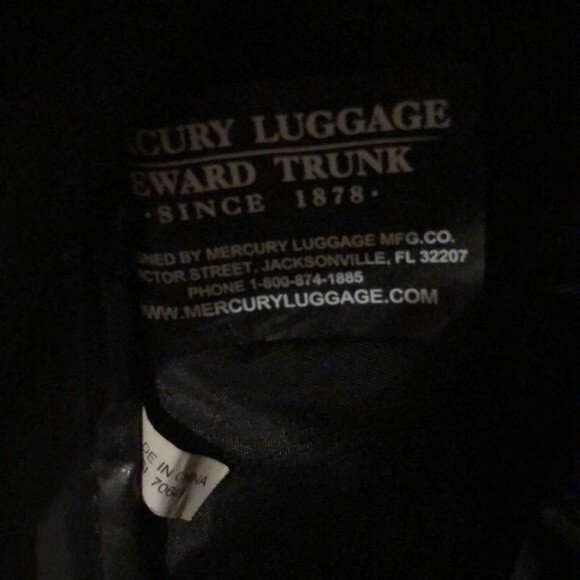 CURY LUGGAGE
EWARD TRUNK
·SINCE 1878·
NED BY MERCURY LUGGAGE MFG.CO.
CTOR STREET, JACKSONVILLE, FL 32207
PHONE 1-800-874-1885
WW.MERCURYLUGGAGE.COM
DE IN CHINA